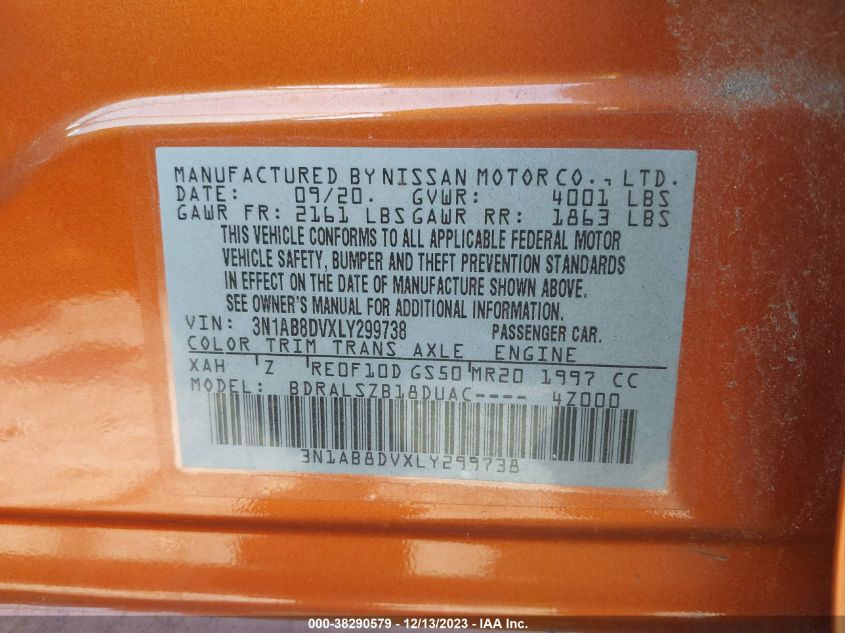 MANUFACTURED BY NISSAN MOTOR CO., LTD.
DATE: 09/20. GVWR: 4001 LBS
GAWR FR: 2161 LBS GAWR RR: 1863 LBS
THIS VEHICLE CONFORMS TO ALL APPLICABLE FEDERAL MOTOR
VEHICLE SAFETY, BUMPER AND THEFT PREVENTION STANDARDS
IN EFFECT ON THE DATE OF MANUFACTURE SHOWN ABOVE.
SEE OWNER'S MANUAL FOR ADDITIONAL INFORMATION.
VIN: 3N1AB8DVXLY299738 PASSENGER CAR.
COLOR TRIM TRANS AXLE ENGINE
XAH Z RE0F10D GS50 MR20 1997 CC
MODEL: BDRALSZB18DUAC---- 4Z000
3N1AB8DVXLY299738
000-38290579 - 12/13/2023 - Copyright © IAA, Inc.